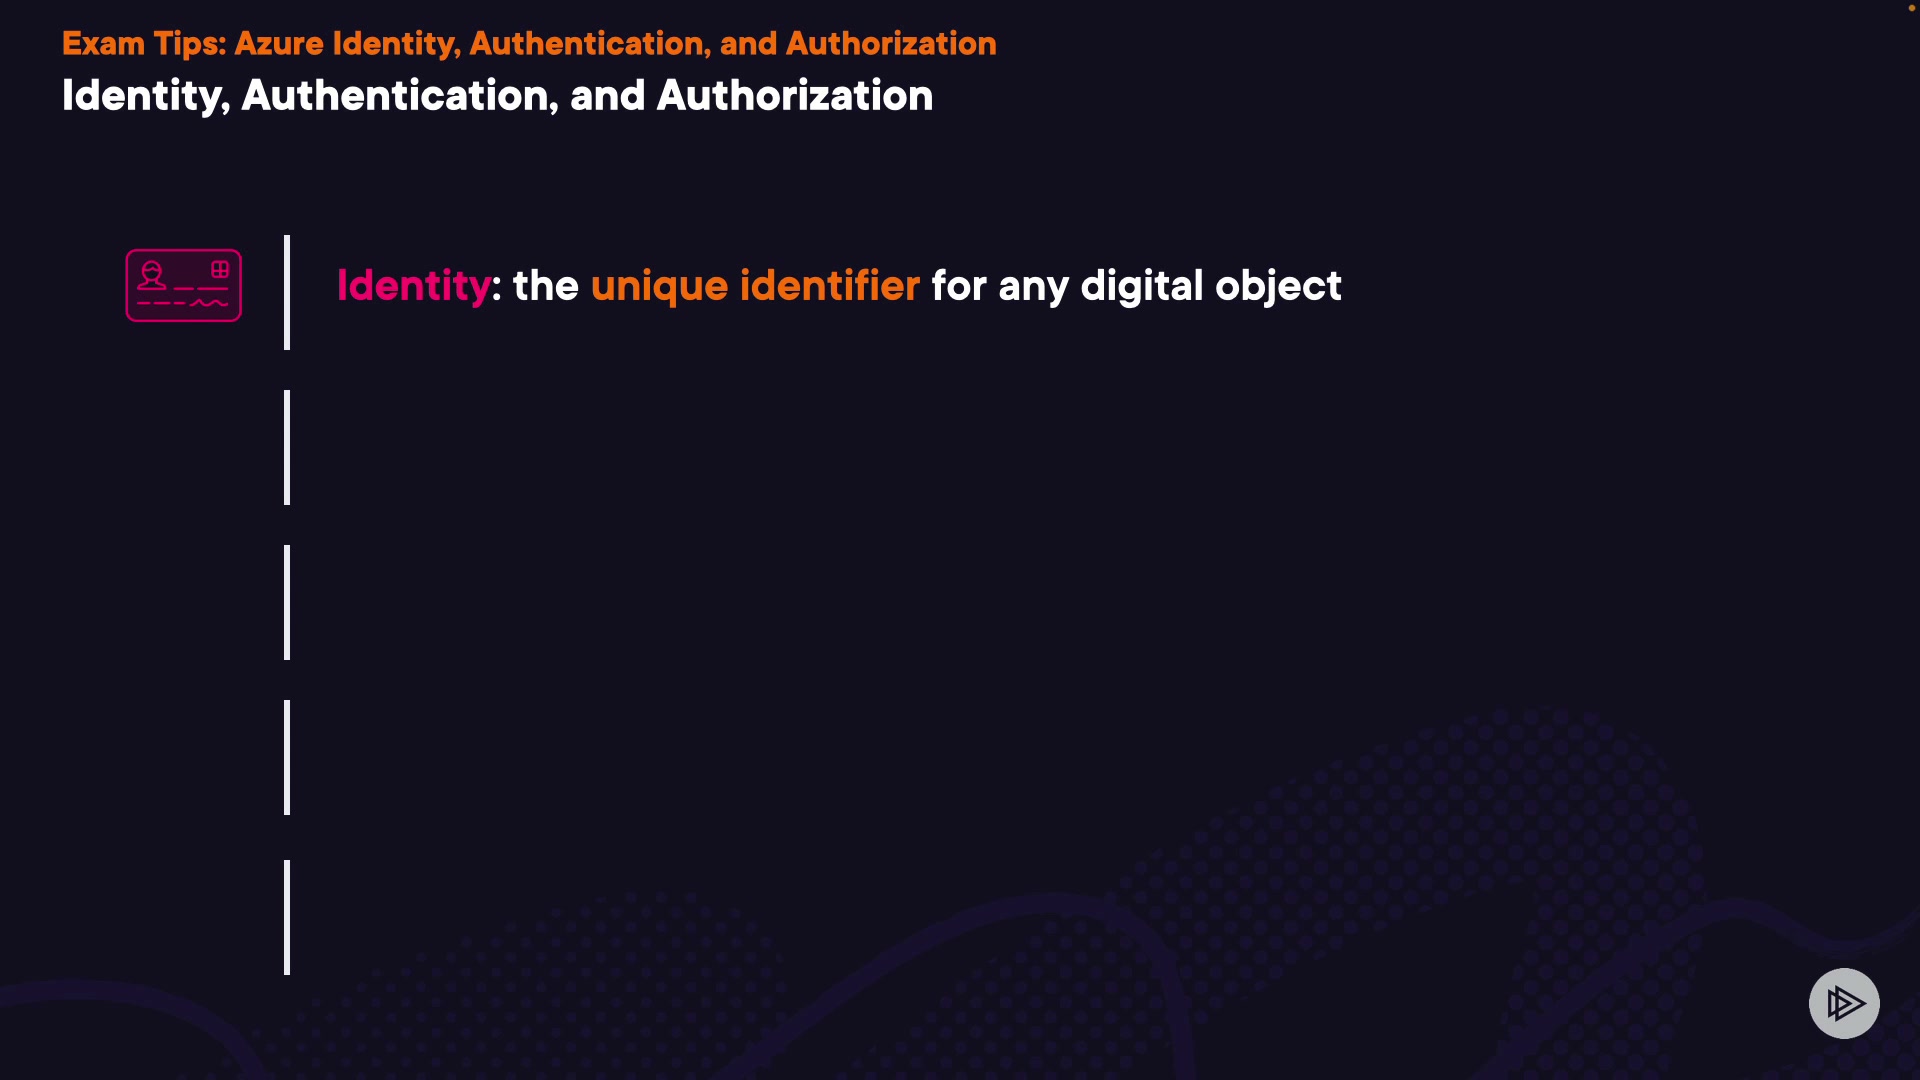 Exam Tips: Azure Identity, Authentication, and Authorization
Identity, Authentication, and Authorization
Identity: the unique identifier for any digital object